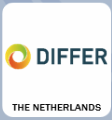 DIFFER
THE NETHERLANDS